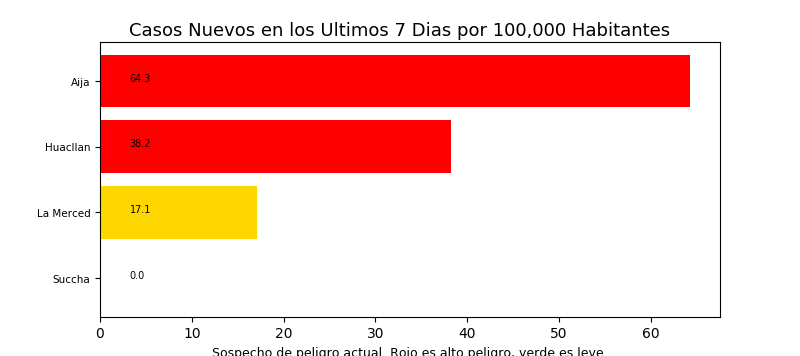 Casos Nuevos en los Ultimos 7 Dias por 100,000 Habitantes
Aija
64.3
Huacllan
38.2
La Merced
17.1
Succha
0.0
0 10 20 30 40 50 60
Sospecho de peligro actual. Rojo es alto peligro, verde es leve